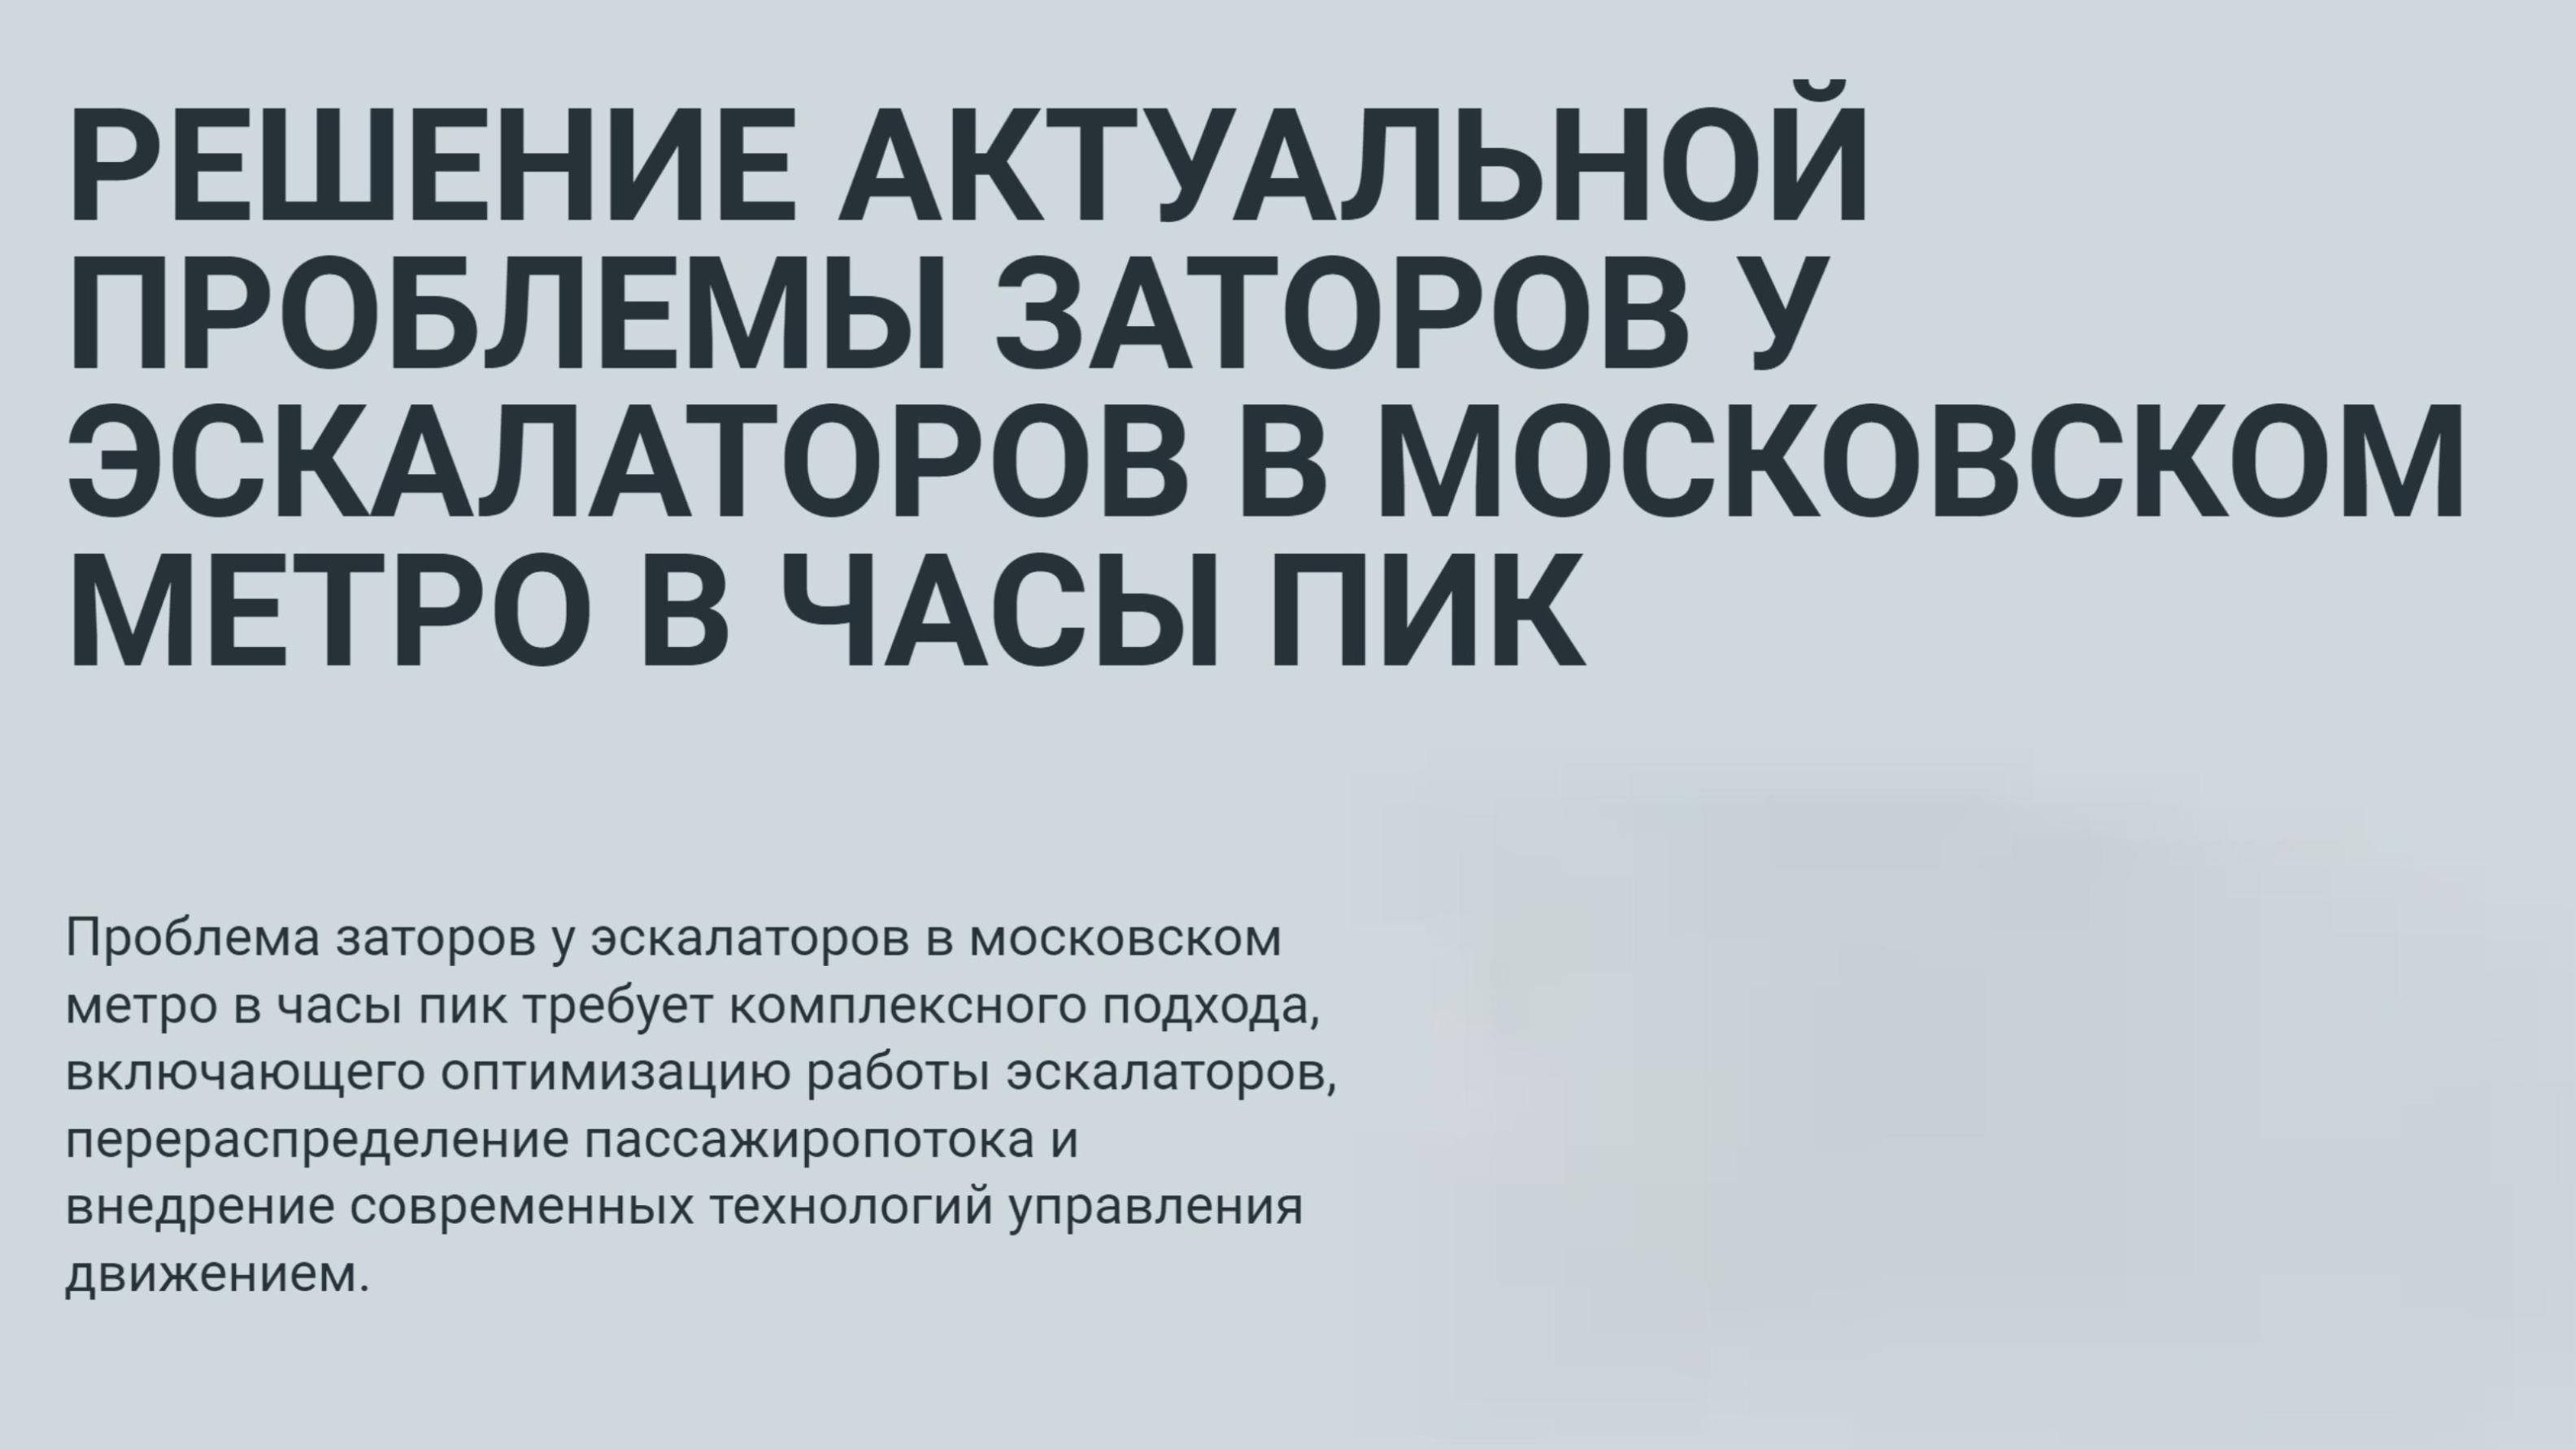 РЕШЕНИЕ АКТУАЛЬНОЙ
ПРОБЛЕМЫ ЗАТОРОВ У
ЭСКАЛАТОРОВ В МОСКОВСКОМ
МЕТРО В ЧАСЫ ПИК
Проблема заторов у эскалаторов в московском
метро в часы пик требует комплексного подхода,
включающего оптимизацию работы эскалаторов,
перераспределение пассажиропотока и
внедрение современных технологий управления
движением.